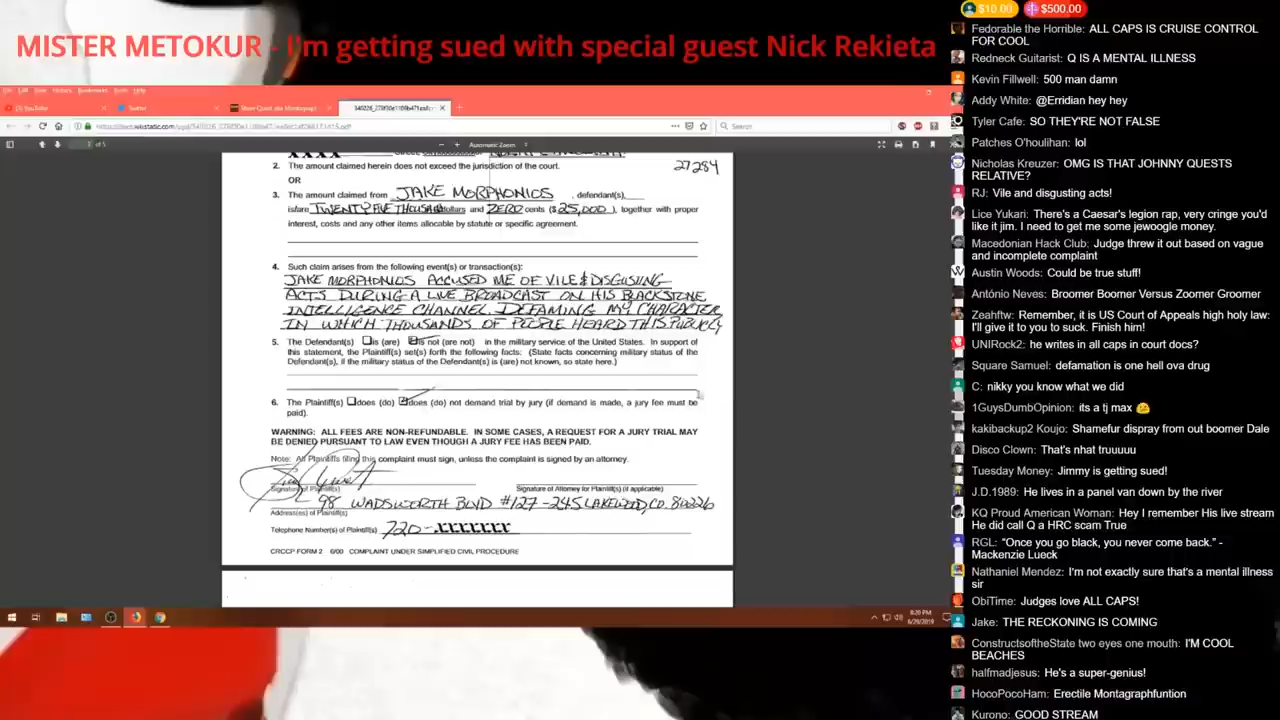 $10.00 $500.00
MISTER METOKUR - I'm getting sued with special guest Nick Rekieta
Twitter
Search
Automatic Zoom
2. The amount claimed herein does not exceed the jurisdiction of the court.
27284
OR
3. The amount claimed from JAKE MORPHONIOS, defendant(s),
is/are TWENTY FIVE THOUSAND dollars and ZERO cents ($ 25,000 ), together with proper
interest, costs and any other items allocable by statute or specific agreement.
4. Such claim arises from the following event(s) or transaction(s):
JAKE MORPHONIOS ACCUSED ME OF VILE & DISGUSING
ACTS DURING A LIVE BROADCAST ON HIS BLACKSTONE
INTELLIGENCE CHANNEL. DEFAMING MY CHARACTER
IN WHICH THOUSANDS OF PEOPLE HEARD THIS PUBLICLY
5. The Defendant(s) is (are) is not (are not) in the military service of the United States. In support of
this statement, the Plaintiff(s) set(s) forth the following facts: (State facts concerning military status of the
Defendant(s), if the military status of the Defendant(s) is (are) not known, so state here.)
6. The Plaintiff(s) does (do) does (do) not demand trial by jury (if demand is made, a jury fee must be
paid).
WARNING: ALL FEES ARE NON-REFUNDABLE. IN SOME CASES, A REQUEST FOR A JURY TRIAL MAY
BE DENIED PURSUANT TO LAW EVEN THOUGH A JURY FEE HAS BEEN PAID.
Note: All Plaintiffs filing this complaint must sign, unless the complaint is signed by an attorney.
Signature of Plaintiff(s) Signature of Attorney for Plaintiff(s) (if applicable)
98 WADSWORTH BLVD #127-245 LAKEWOOD, CO. 80226
Address(es) of Plaintiff(s)
Telephone Number(s) of Plaintiff(s) 720-XXXXXXX
CRCCP FORM 2 6/00 COMPLAINT UNDER SIMPLIFIED CIVIL PROCEDURE
8:20 PM
6/29/2019
Fedorable the Horrible: ALL CAPS IS CRUISE CONTROL
FOR COOL
Redneck Guitarist: Q IS A MENTAL ILLNESS
Kevin Fillwell: 500 man damn
Addy White: @Erridian hey hey
Tyler Cafe: SO THEY'RE NOT FALSE
Patches O'houlihan: lol
Nicholas Kreuzer: OMG IS THAT JOHNNY QUESTS
RELATIVE?
RJ: Vile and disgusting acts!
Lice Yukari: There's a Caesar's legion rap, very cringe you'd
like it jim. I need to get me some jewoogle money.
Macedonian Hack Club: Judge threw it out based on vague
and incomplete complaint
Austin Woods: Could be true stuff!
António Neves: Broomer Boomer Versus Zoomer Groomer
Zeahftw: Remember, it is US Court of Appeals high holy law:
I'll give it to you to suck. Finish him!
UNIRock2: he writes in all caps in court docs?
Square Samuel: defamation is one hell ova drug
C: nikky you know what we did
1GuysDumbOpinion: its a tj max 🤔
kakibackup2 Koujo: Shamefur dispray from out boomer Dale
Disco Clown: That's nhat truuuuu
Tuesday Money: Jimmy is getting sued!
J.D.1989: He lives in a panel van down by the river
KQ Proud American Woman: Hey I remember His live stream
He did call Q a HRC scam True
RGL: “Once you go black, you never come back.” -
Mackenzie Lueck
Nathaniel Mendez: I'm not exactly sure that's a mental illness
sir
ObiTime: Judges love ALL CAPS!
Jake: THE RECKONING IS COMING
ConstructsoftheState two eyes one mouth: I'M COOL
BEACHES
halfmadjesus: He's a super-genius!
HocoPocoHam: Erectile Montagraphfuntion
Kurono: GOOD STREAM